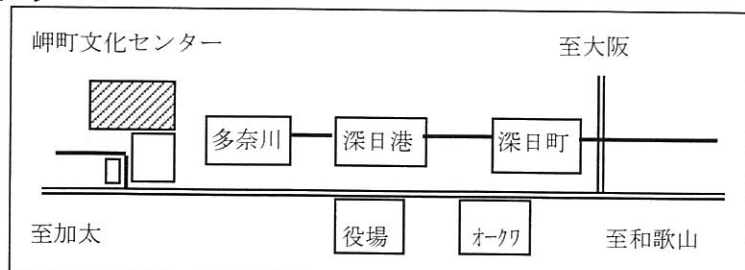 岬町文化センター
至大阪
多奈川
深日港
深日町
至加太
役場
オークワ
至和歌山